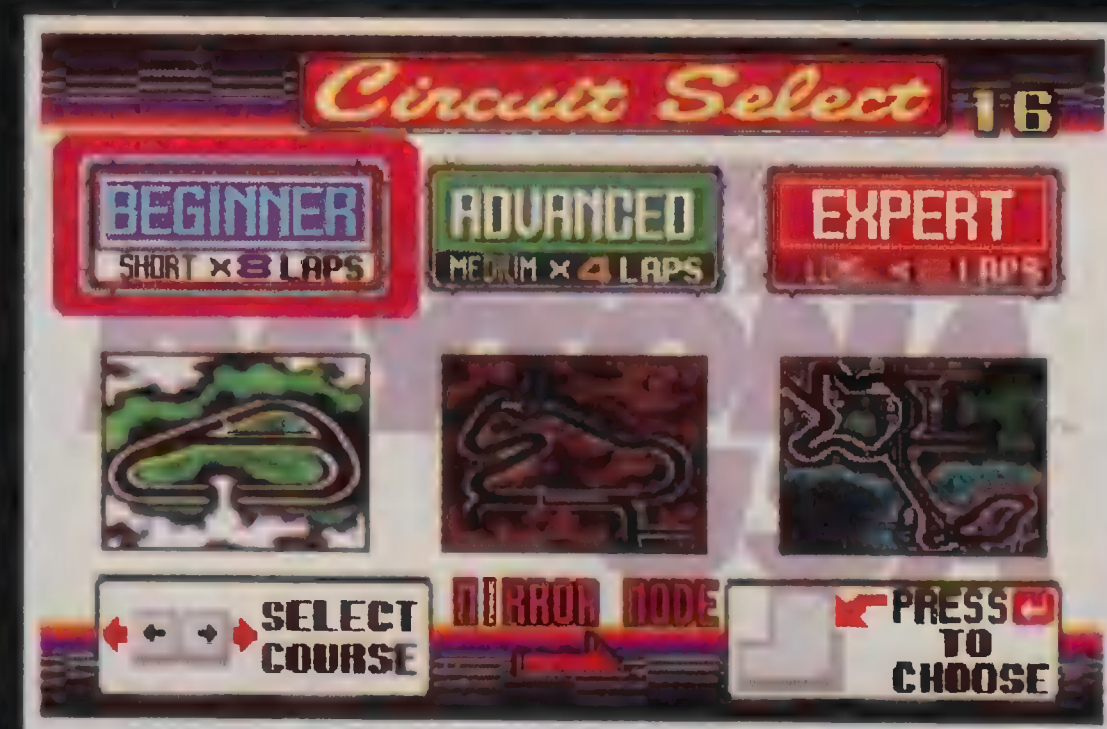 Circuit Select 16
BEGINNER ADVANCED EXPERT
SHORT × 8 LAPS MEDIUM × 4 LAPS LAPS
SELECT MIRROR MODE PRESS
COURSE TO
CHOOSE